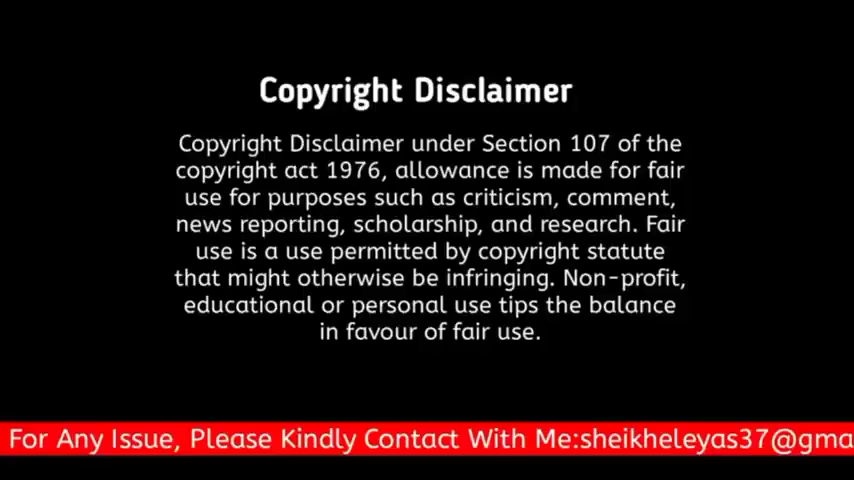 Copyright Disclaimer
Copyright Disclaimer under Section 107 of the
copyright act 1976, allowance is made for fair
use for purposes such as criticism, comment,
news reporting, scholarship, and research. Fair
use is a use permitted by copyright statute
that might otherwise be infringing. Non-profit,
educational or personal use tips the balance
in favour of fair use.
For Any Issue, Please Kindly Contact With Me:sheikheleyas37@gma